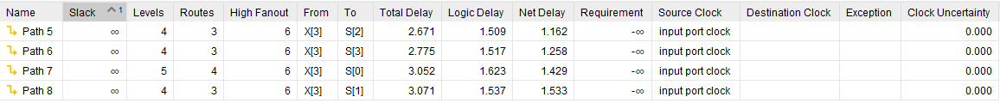 Name Slack 1 Levels Routes High Fanout From To Total Delay Logic Delay Net Delay Requirement Source Clock Destination Clock Exception Clock Uncertainty
Path 5 ∞ 4 3 6 X[3] S[2] 2.671 1.509 1.162 -∞ input port clock 0.000
Path 6 ∞ 4 3 6 X[3] S[3] 2.775 1.517 1.258 -∞ input port clock 0.000
Path 7 ∞ 5 4 6 X[3] S[0] 3.052 1.623 1.429 -∞ input port clock 0.000
Path 8 ∞ 4 3 6 X[3] S[1] 3.071 1.537 1.533 -∞ input port clock 0.000